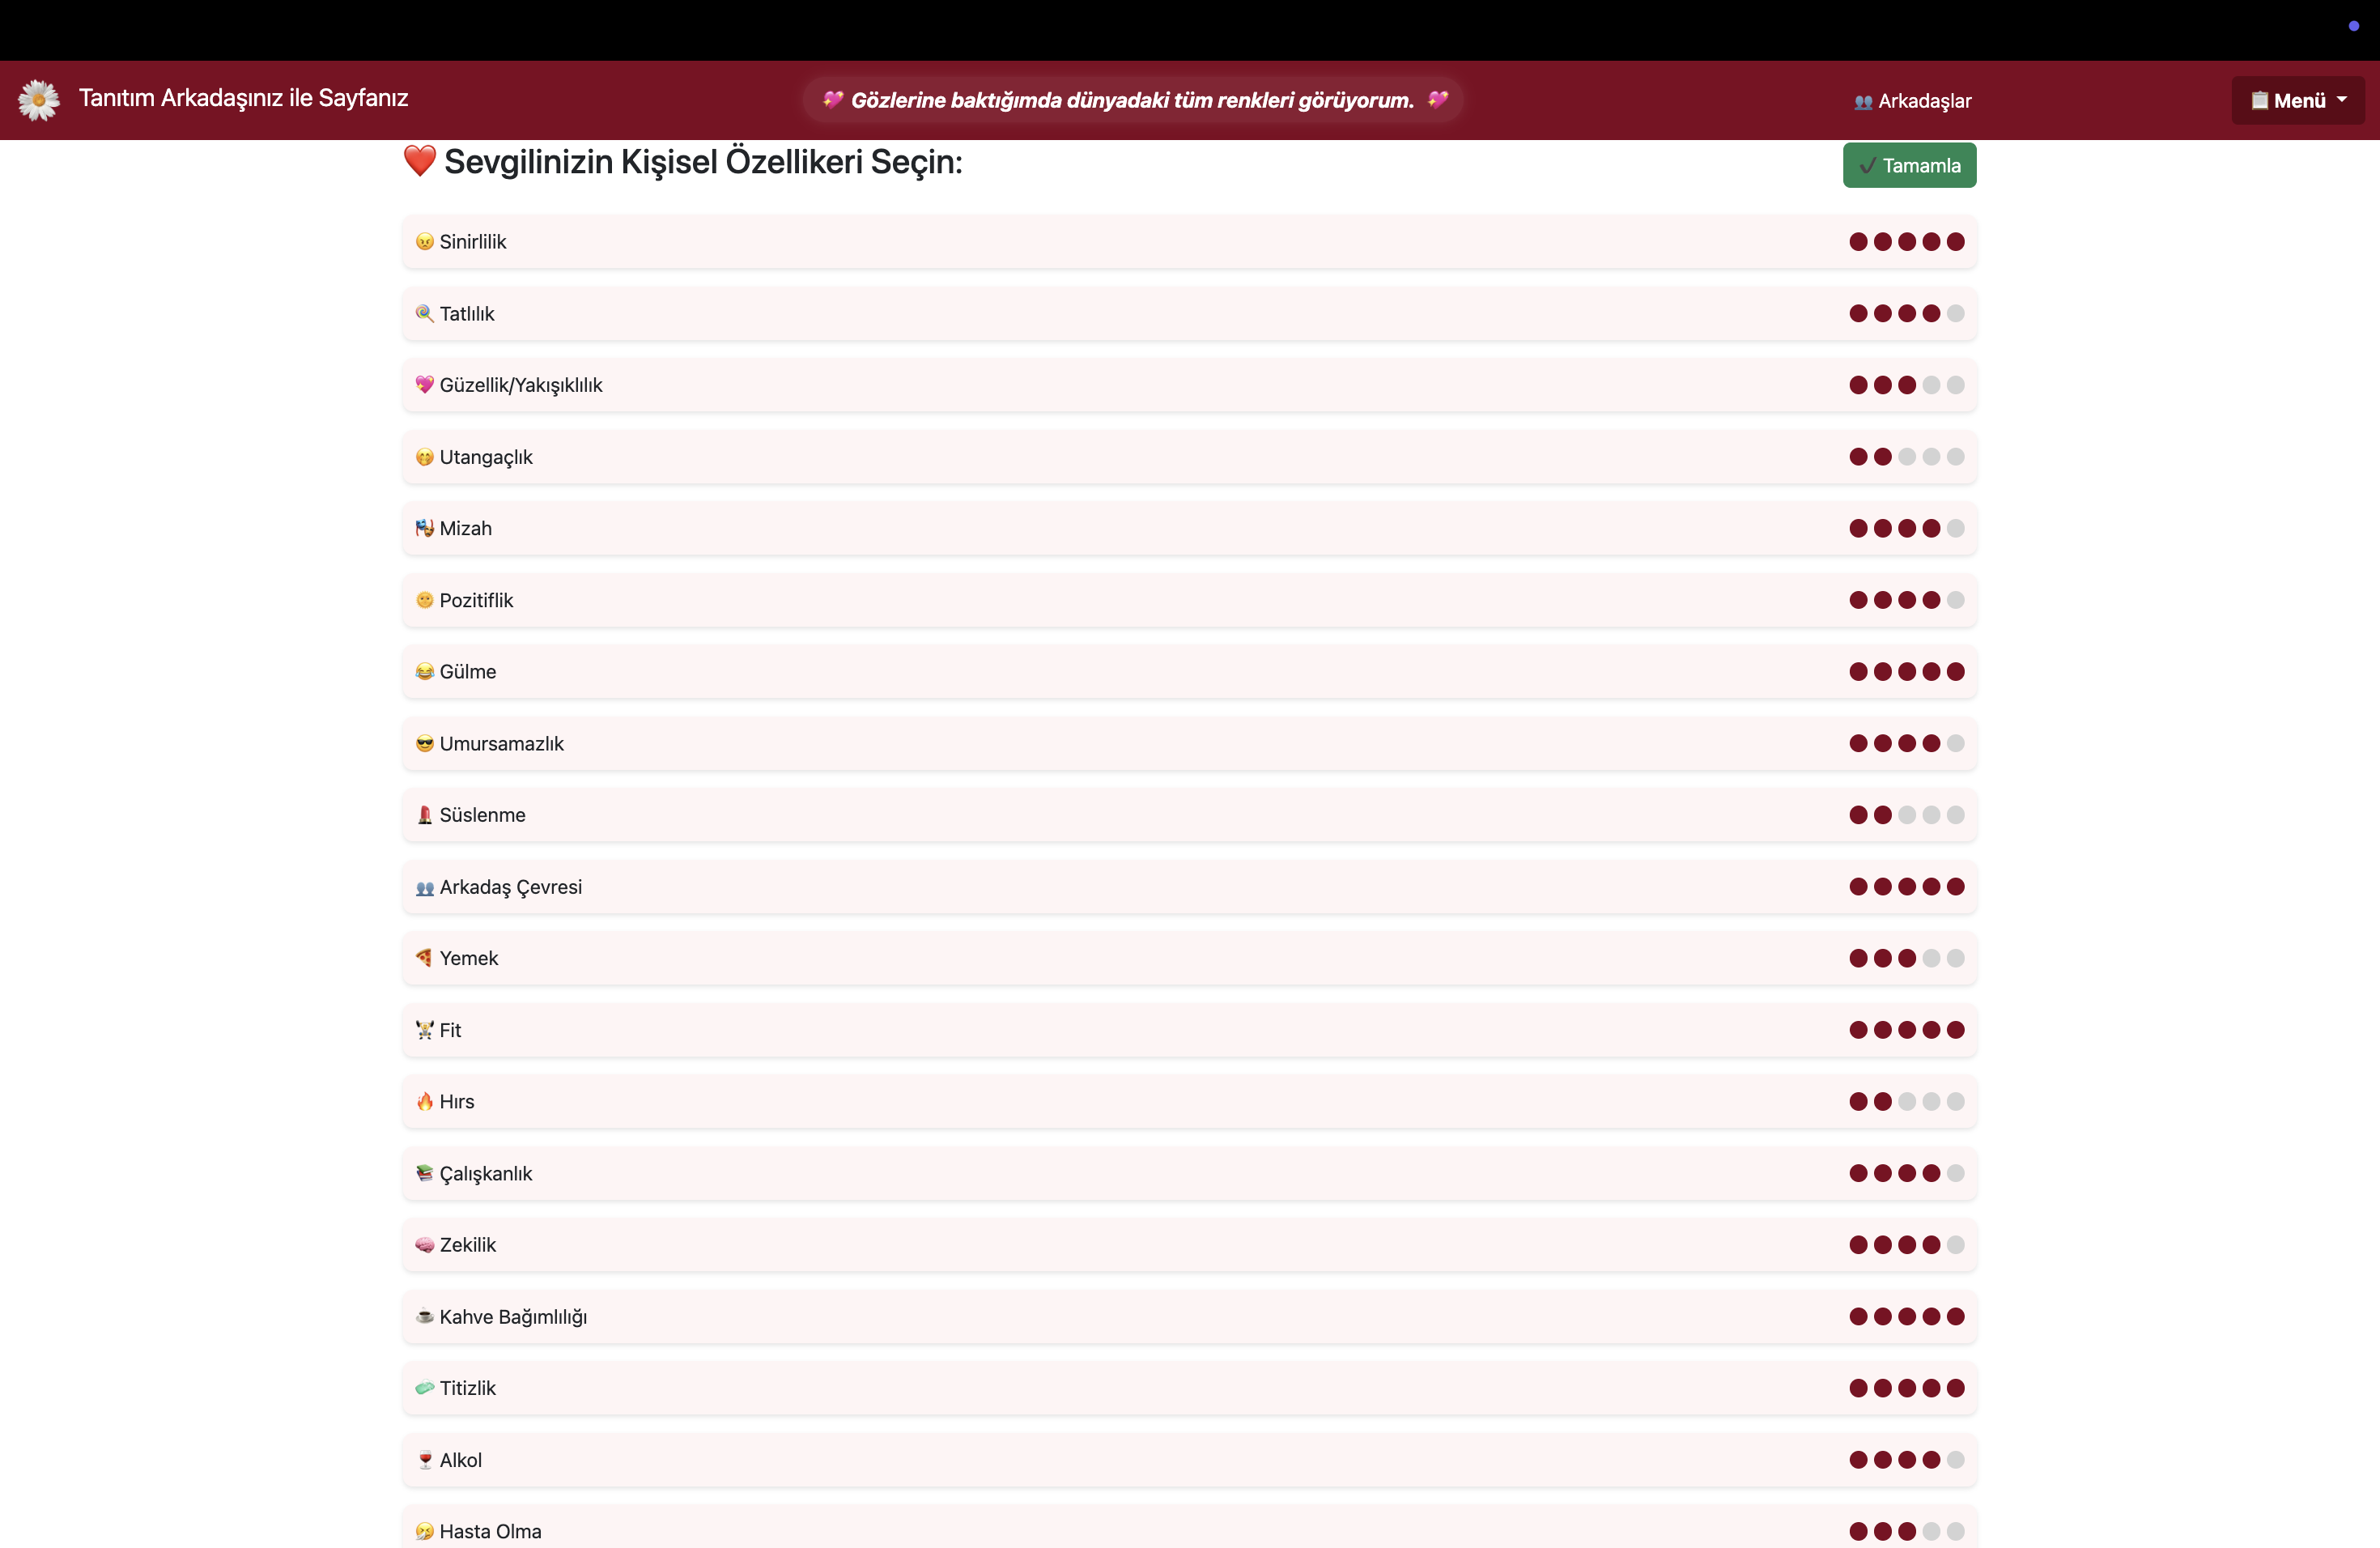 Tanıtım Arkadaşınız ile Sayfanız
💖 Gözlerine baktığımda dünyadaki tüm renkleri görüyorum. 💖
👥 Arkadaşlar
📋 Menü
❤️ Sevgilinizin Kişisel Özellikeri Seçin:
✔️ Tamamla
😠 Sinirlilik
🍭 Tatlılık
💖 Güzellik/Yakışıklılık
🤭 Utangaçlık
🎭 Mizah
🌞 Pozitiflik
😂 Gülme
😎 Umursamazlık
💄 Süslenme
👥 Arkadaş Çevresi
🍕 Yemek
🏋️ Fit
🔥 Hırs
📚 Çalışkanlık
🧠 Zekilik
☕ Kahve Bağımlılığı
🧼 Titizlik
🍷 Alkol
🤧 Hasta Olma